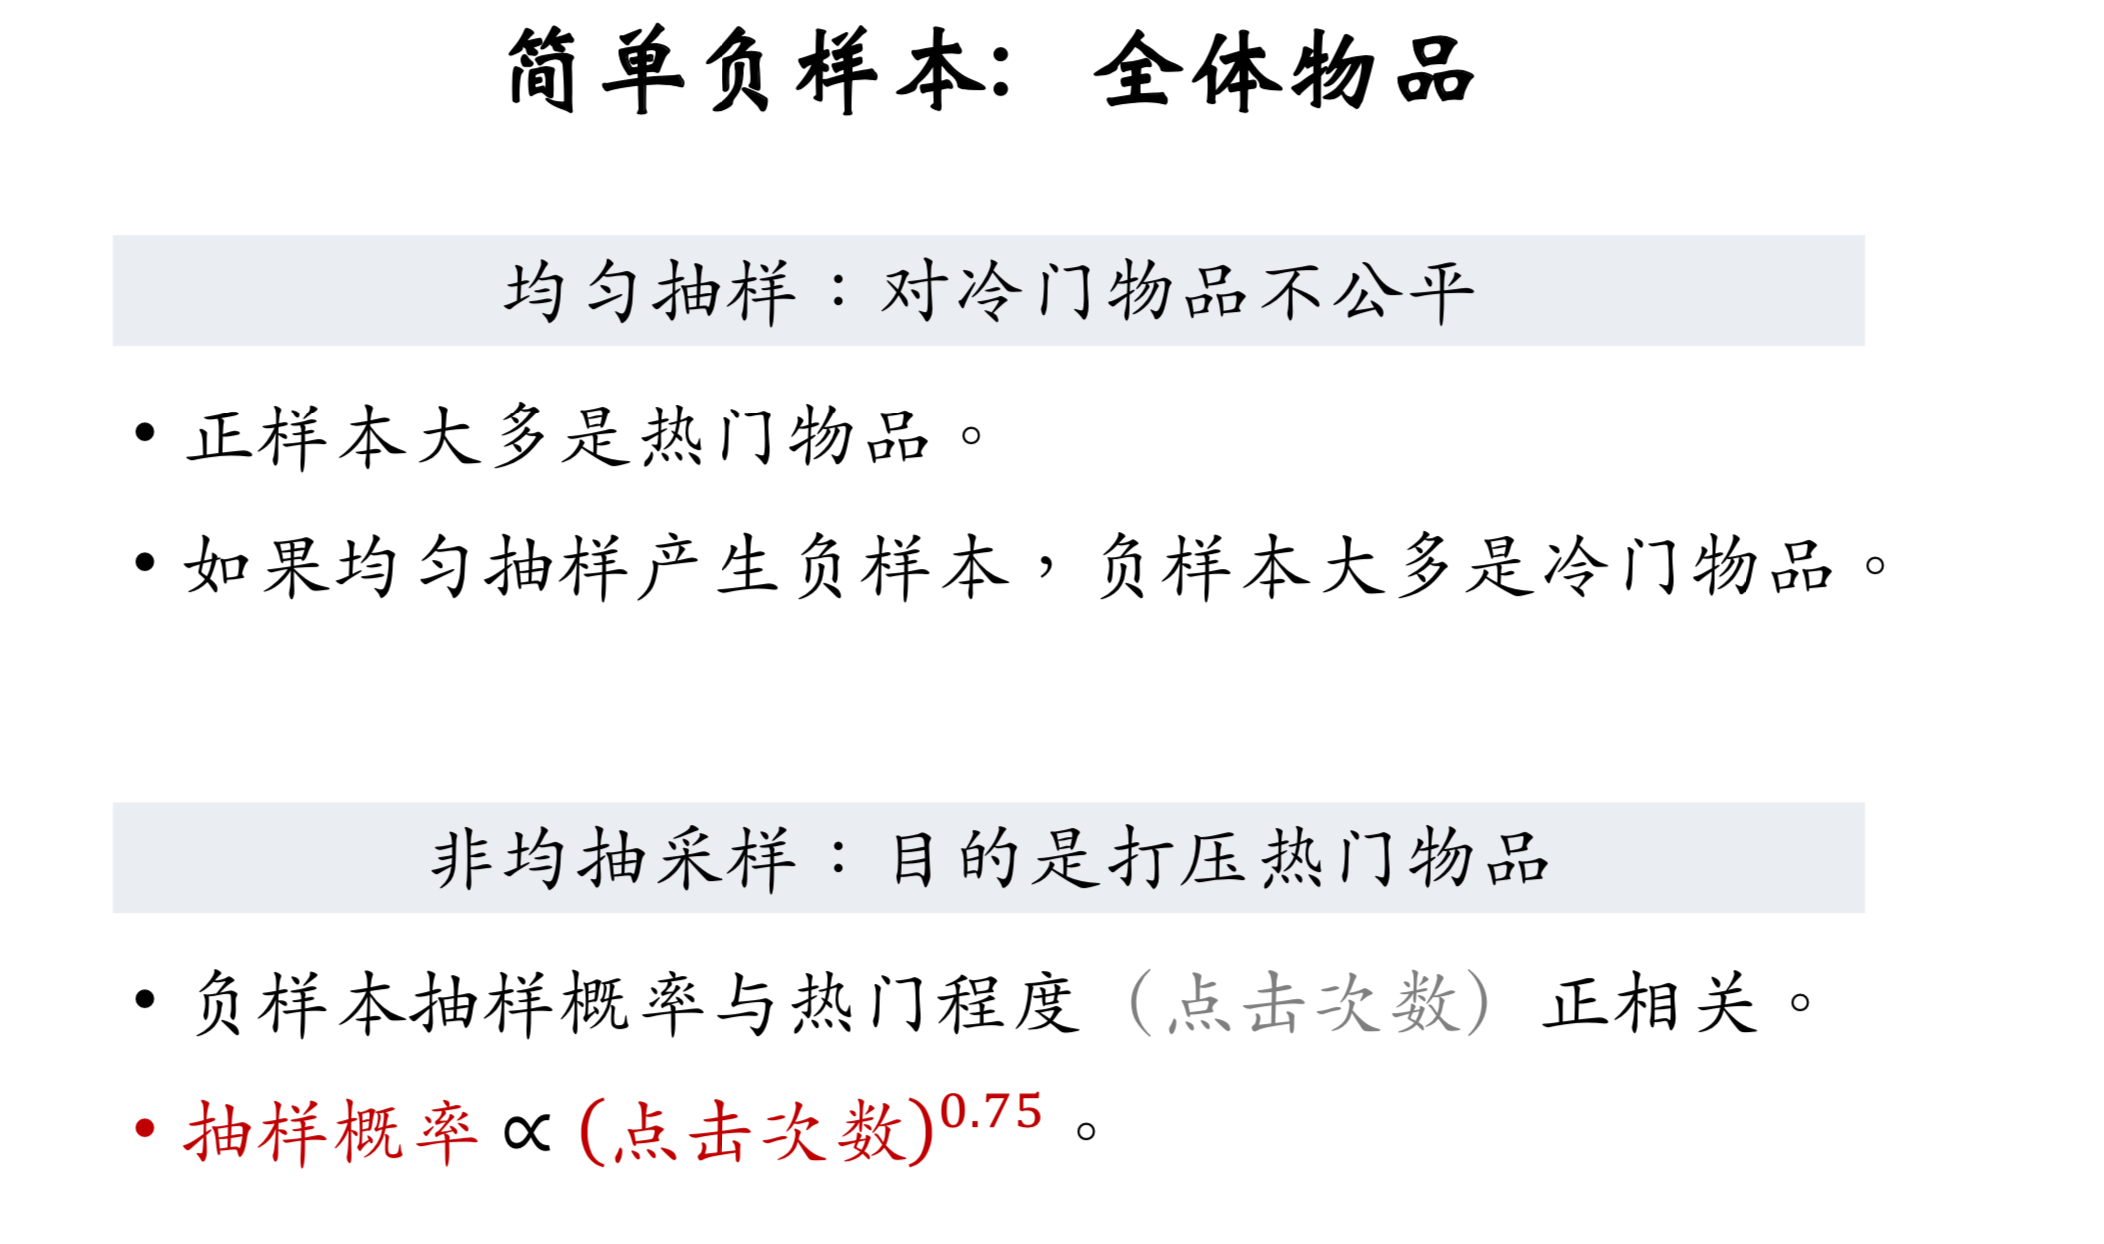 简单负样本：全体物品
均匀抽样：对冷门物品不公平
• 正样本大多是热门物品。
• 如果均匀抽样产生负样本，负样本大多是冷门物品。
非均抽采样：目的是打压热门物品
• 负样本抽样概率与热门程度（点击次数）正相关。
• 抽样概率 ∝ (点击次数)^0.75 。